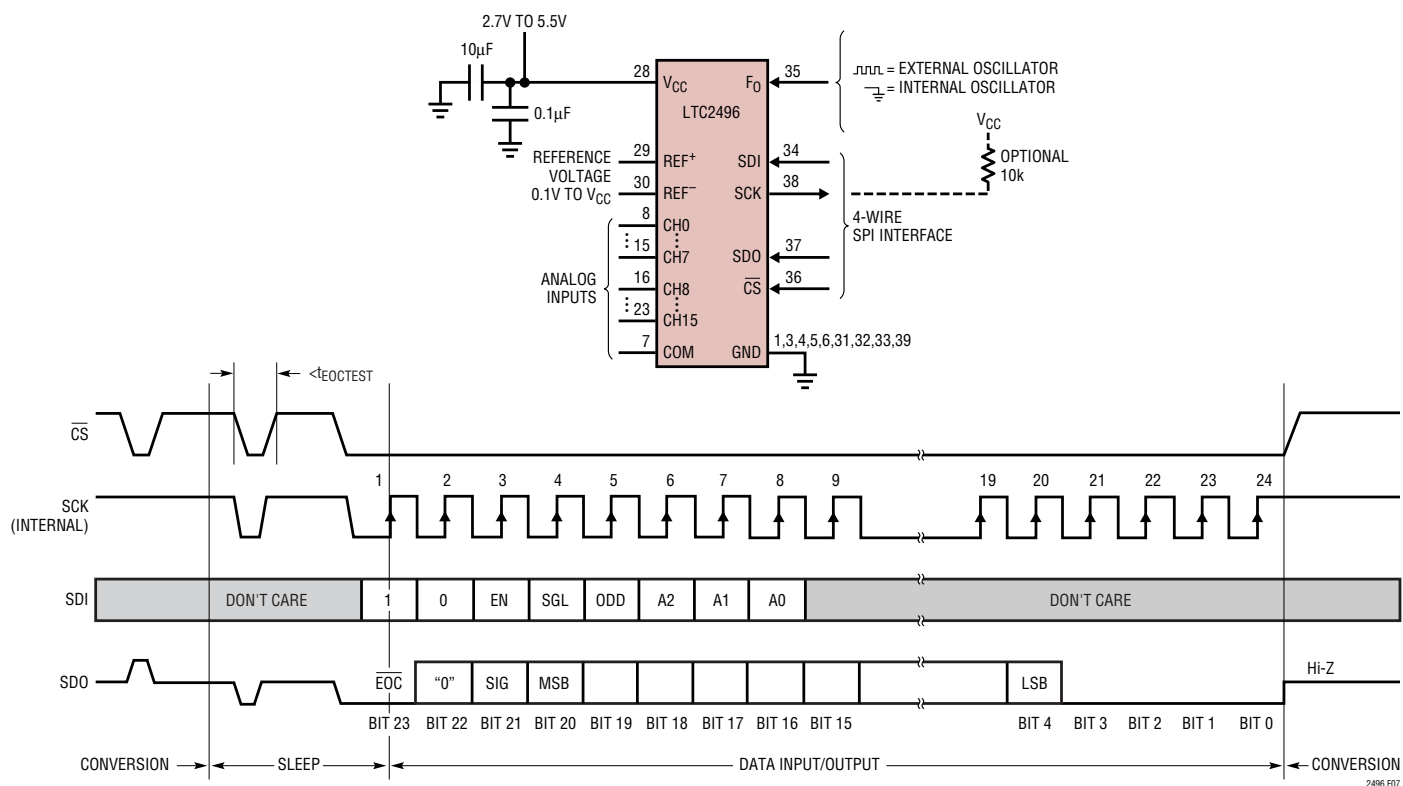 2.7V TO 5.5V
10µF
0.1µF
28
VCC
LTC2496
FO
35
= EXTERNAL OSCILLATOR
= INTERNAL OSCILLATOR
VCC
OPTIONAL
10k
REFERENCE
VOLTAGE
0.1V TO VCC
29
REF+
30
REF−
SDI
34
SCK
38
4-WIRE
SPI INTERFACE
8
CH0
15
CH7
ANALOG
INPUTS
16
CH8
23
CH15
7
COM
SDO
37
CS
36
GND
1,3,4,5,6,31,32,33,39
<tEOCTEST
CS
SCK
(INTERNAL)
1 2 3 4 5 6 7 8 9 19 20 21 22 23 24
SDI
DON'T CARE 1 0 EN SGL ODD A2 A1 A0 DON'T CARE
SDO
EOC “0” SIG MSB LSB Hi-Z
BIT 23 BIT 22 BIT 21 BIT 20 BIT 19 BIT 18 BIT 17 BIT 16 BIT 15 BIT 4 BIT 3 BIT 2 BIT 1 BIT 0
CONVERSION SLEEP DATA INPUT/OUTPUT CONVERSION
2496 F07